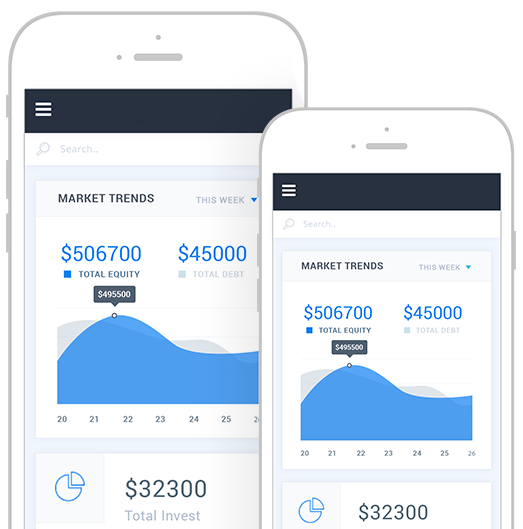 Search..
MARKET TRENDS THIS WEEK
$506700 $45000
TOTAL EQUITY TOTAL DEBT
$495500
20 21 22 23 24 25
$32300
Total Invest
Search..
MARKET TRENDS THIS WEEK
$506700 $45000
TOTAL EQUITY TOTAL DEBT
$495500
20 21 22 23 24 25 26
$32300